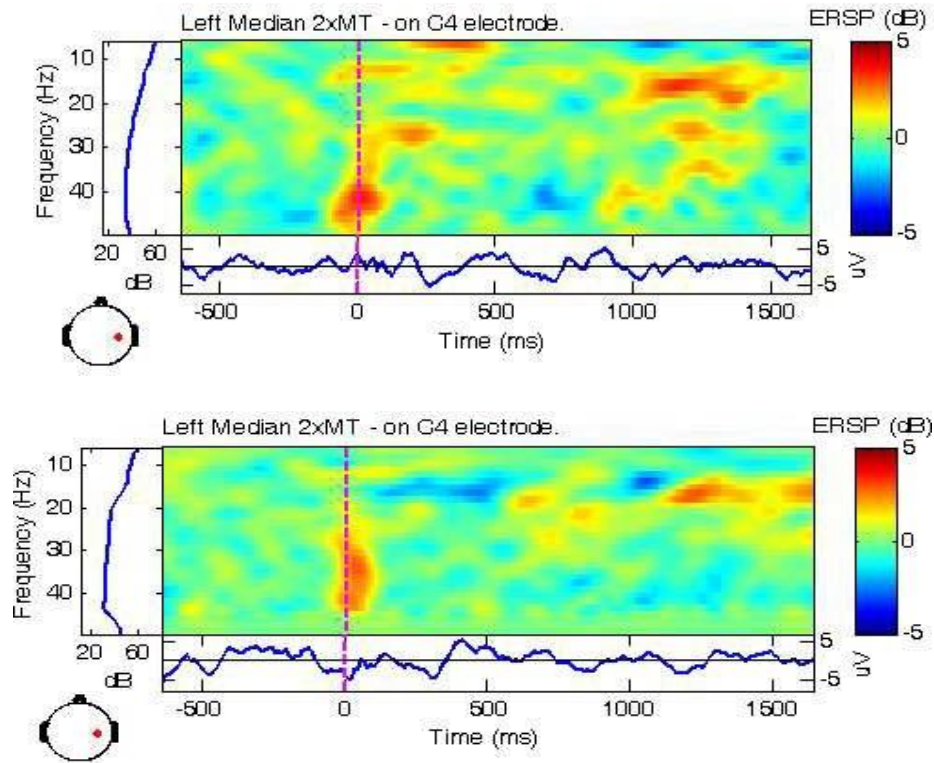 Left Median 2xMT - on C4 electrode.
ERSP (dB)
10
20
30
40
Frequency (Hz)
5
0
-5
20 60
dB
5
-5
uV
-500 0 500 1000 1500
Time (ms)
Left Median 2xMT - on C4 electrode.
ERSP (dB)
10
20
30
40
Frequency (Hz)
5
0
-5
20 60
dB
5
-5
uV
-500 0 500 1000 1500
Time (ms)